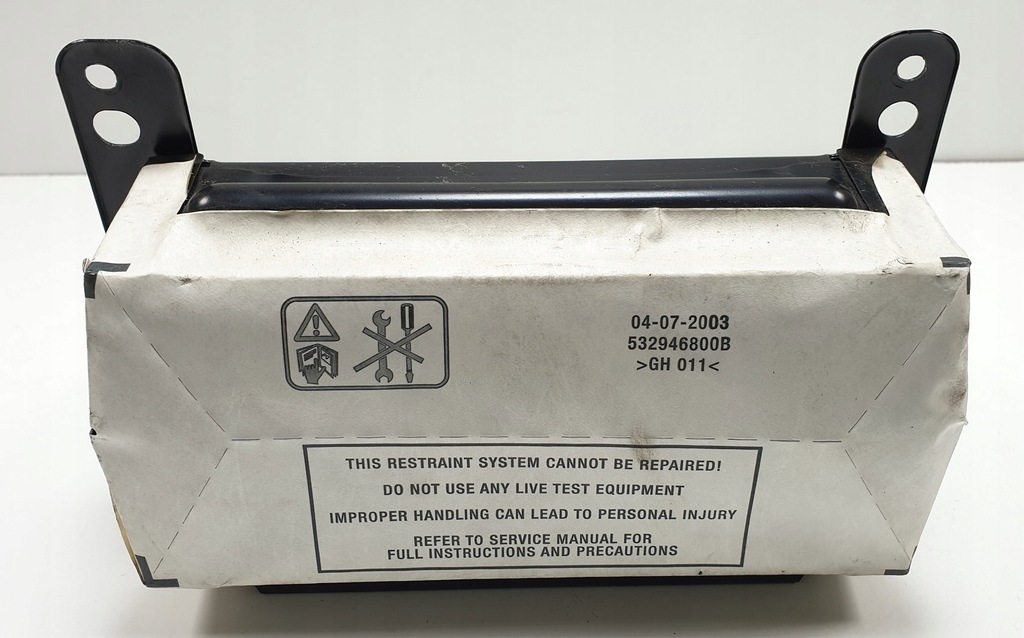 04-07-2003
532946800B
>GH 011<
THIS RESTRAINT SYSTEM CANNOT BE REPAIRED!
DO NOT USE ANY LIVE TEST EQUIPMENT
IMPROPER HANDLING CAN LEAD TO PERSONAL INJURY
REFER TO SERVICE MANUAL FOR
FULL INSTRUCTIONS AND PRECAUTIONS